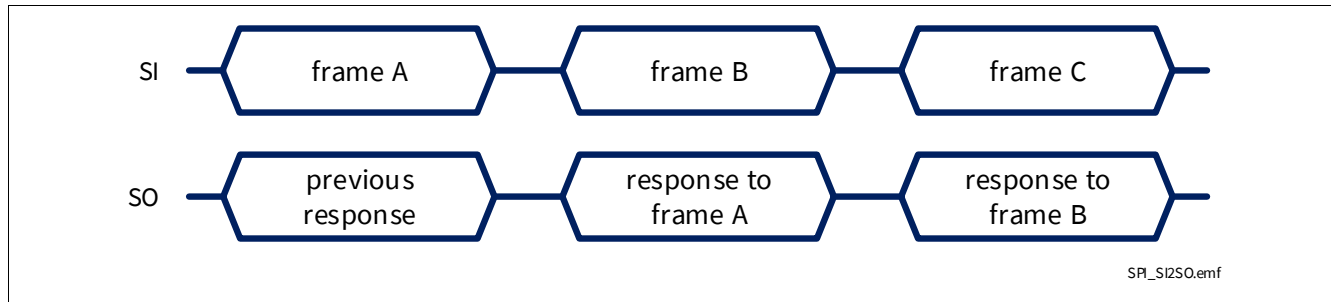 SI frame A frame B frame C
SO previous response to response to
response frame A frame B
SPI_SI2SO.emf